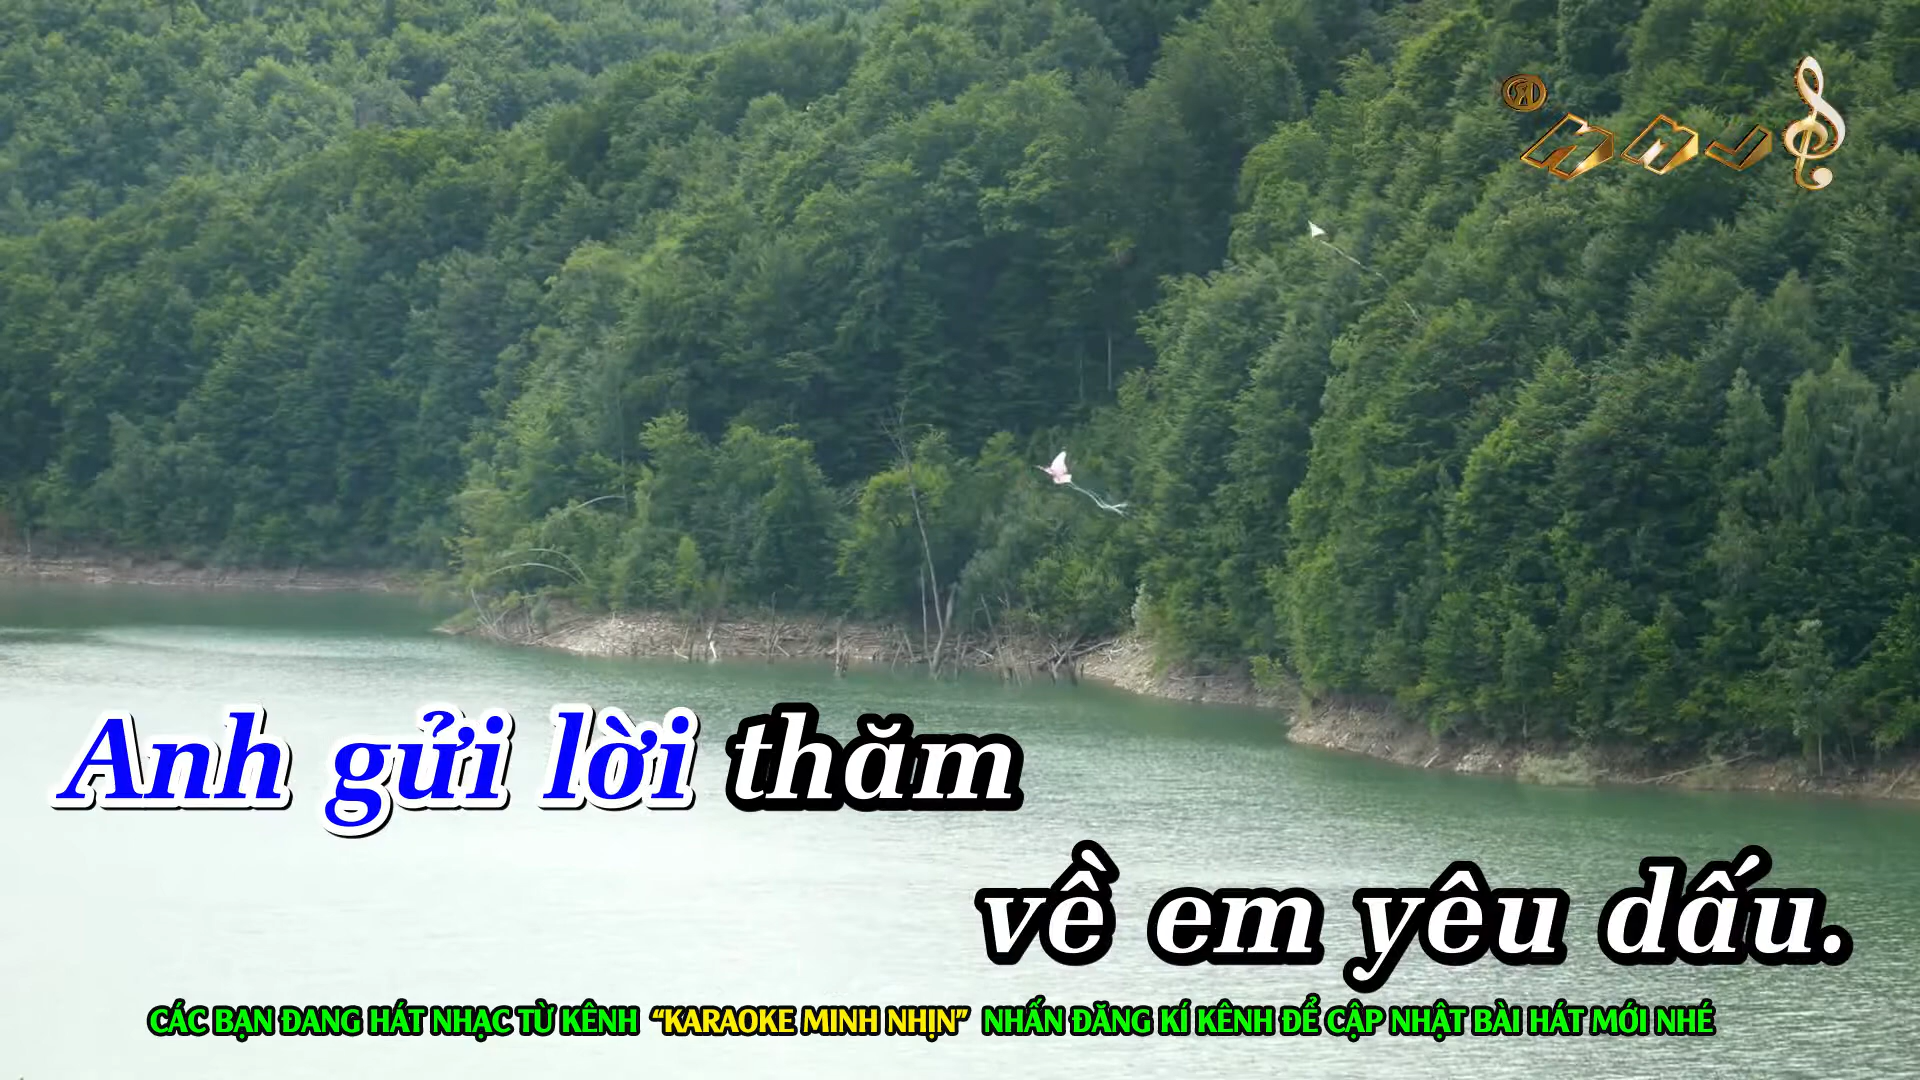 Anh gửi lời thăm
về em yêu dấu.
CÁC BẠN ĐANG HÁT NHẠC TỪ KÊNH “KARAOKE MINH NHỊN” NHẤN ĐĂNG KÍ KÊNH ĐỂ CẬP NHẬT BÀI HÁT MỚI NHÉ